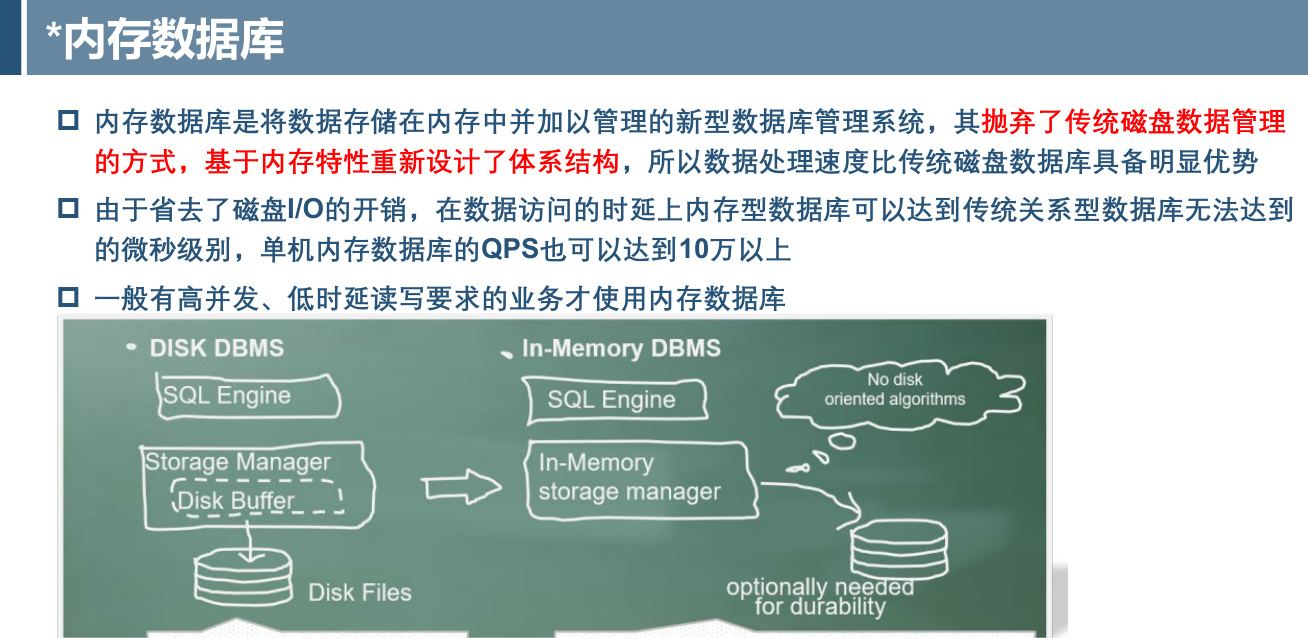 *内存数据库
内存数据库是将数据存储在内存中并加以管理的新型数据库管理系统，其抛弃了传统磁盘数据管理
的方式，基于内存特性重新设计了体系结构，所以数据处理速度比传统磁盘数据库具备明显优势
由于省去了磁盘I/O的开销，在数据访问的时延上内存型数据库可以达到传统关系型数据库无法达到
的微秒级别，单机内存数据库的QPS也可以达到10万以上
一般有高并发、低时延读写要求的业务才使用内存数据库
DISK DBMS
SQL Engine
Storage Manager
Disk Buffer
Disk Files
In-Memory DBMS
SQL Engine
In-Memory
storage manager
No disk
oriented algorithms
optionally needed
for durability